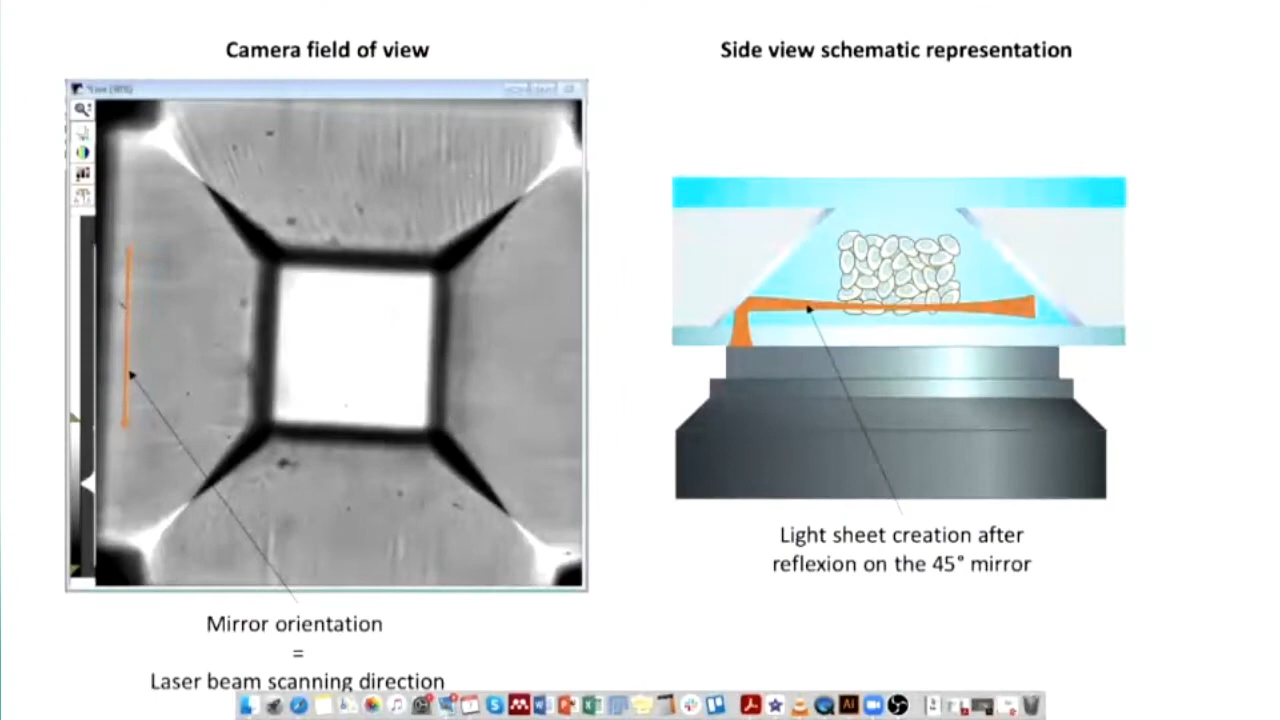 Camera field of view
Side view schematic representation
Light sheet creation after
reflexion on the 45° mirror
Mirror orientation
=
Laser beam scanning direction